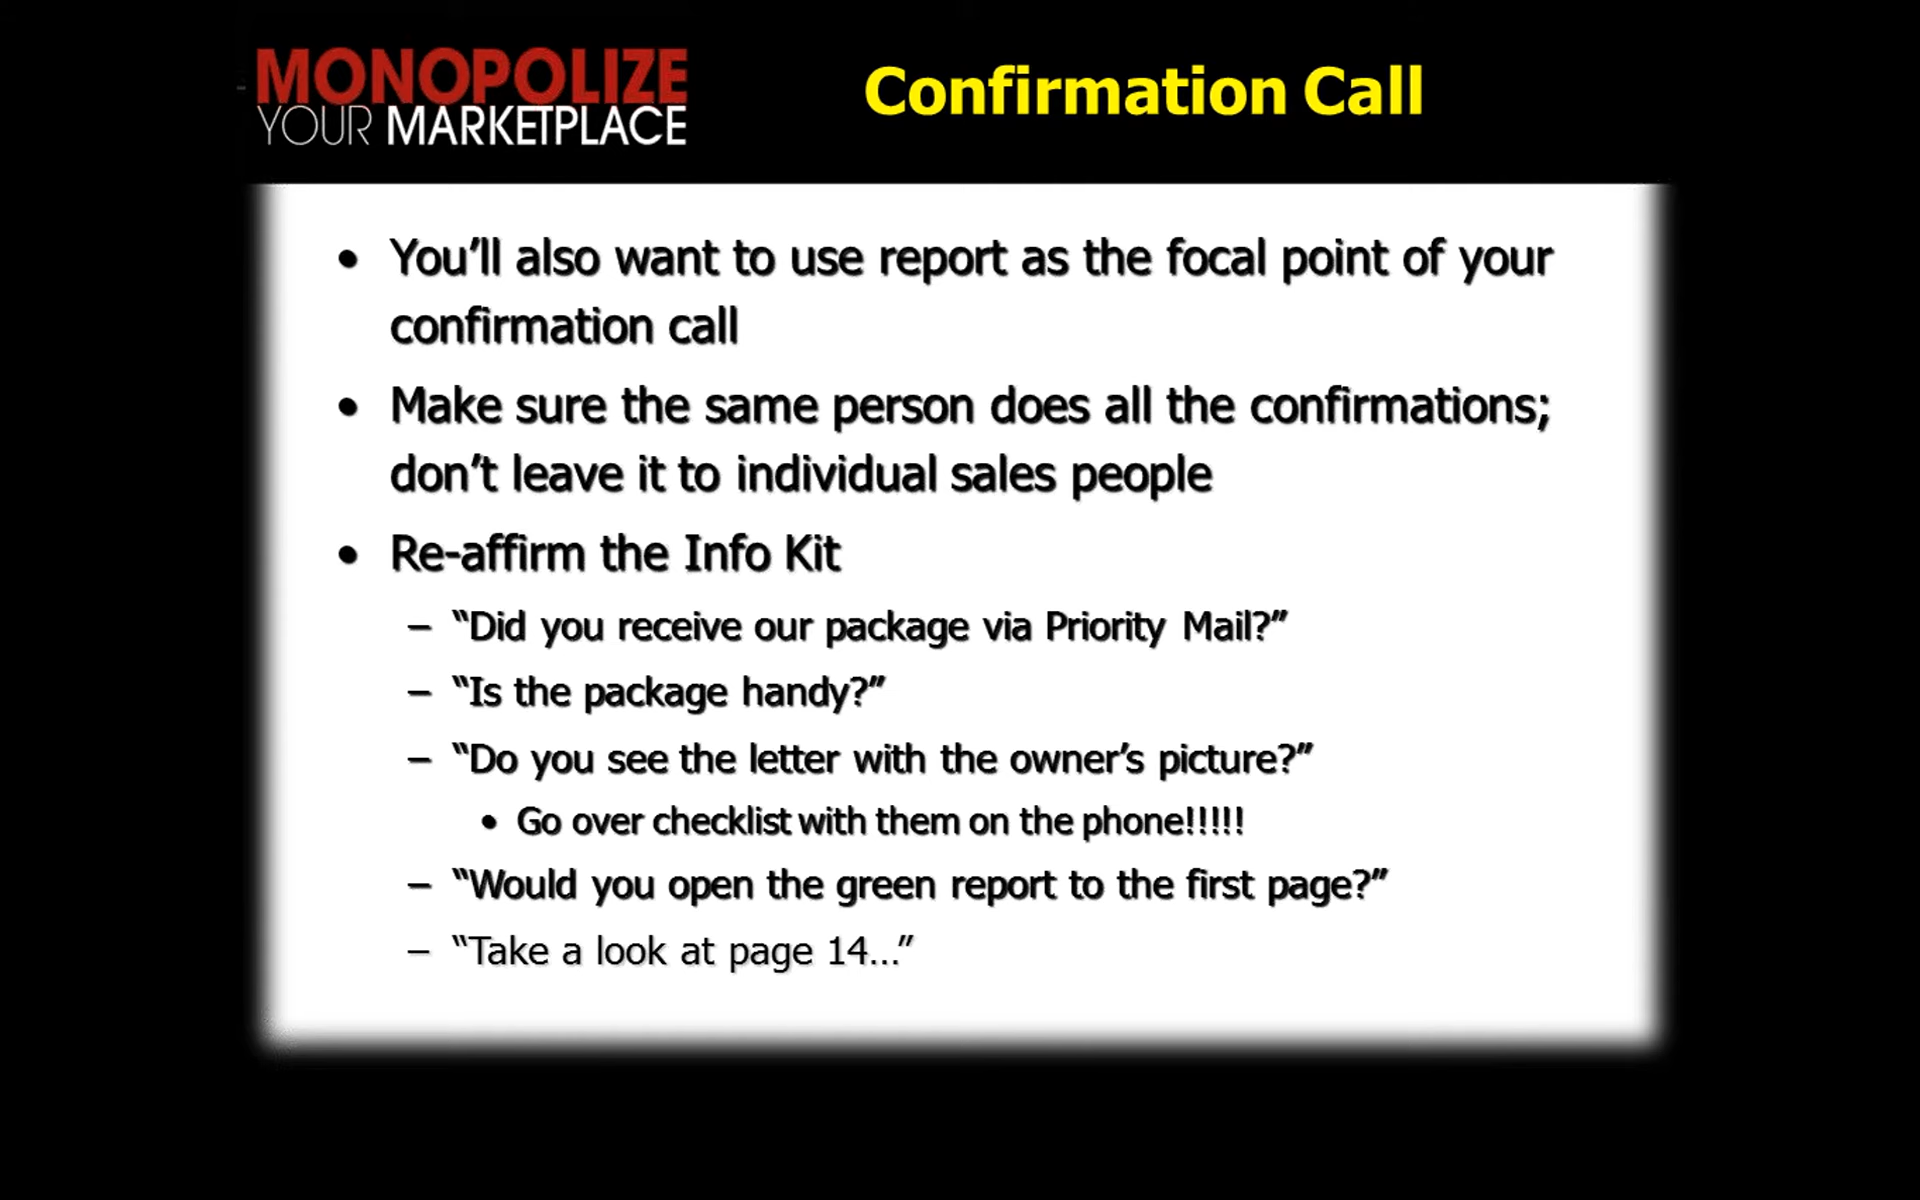 MONOPOLIZE
YOUR MARKETPLACE
Confirmation Call
• You’ll also want to use report as the focal point of your
confirmation call
• Make sure the same person does all the confirmations;
don’t leave it to individual sales people
• Re-affirm the Info Kit
– “Did you receive our package via Priority Mail?”
– “Is the package handy?”
– “Do you see the letter with the owner’s picture?”
• Go over checklist with them on the phone!!!!!
– “Would you open the green report to the first page?”
– “Take a look at page 14…”